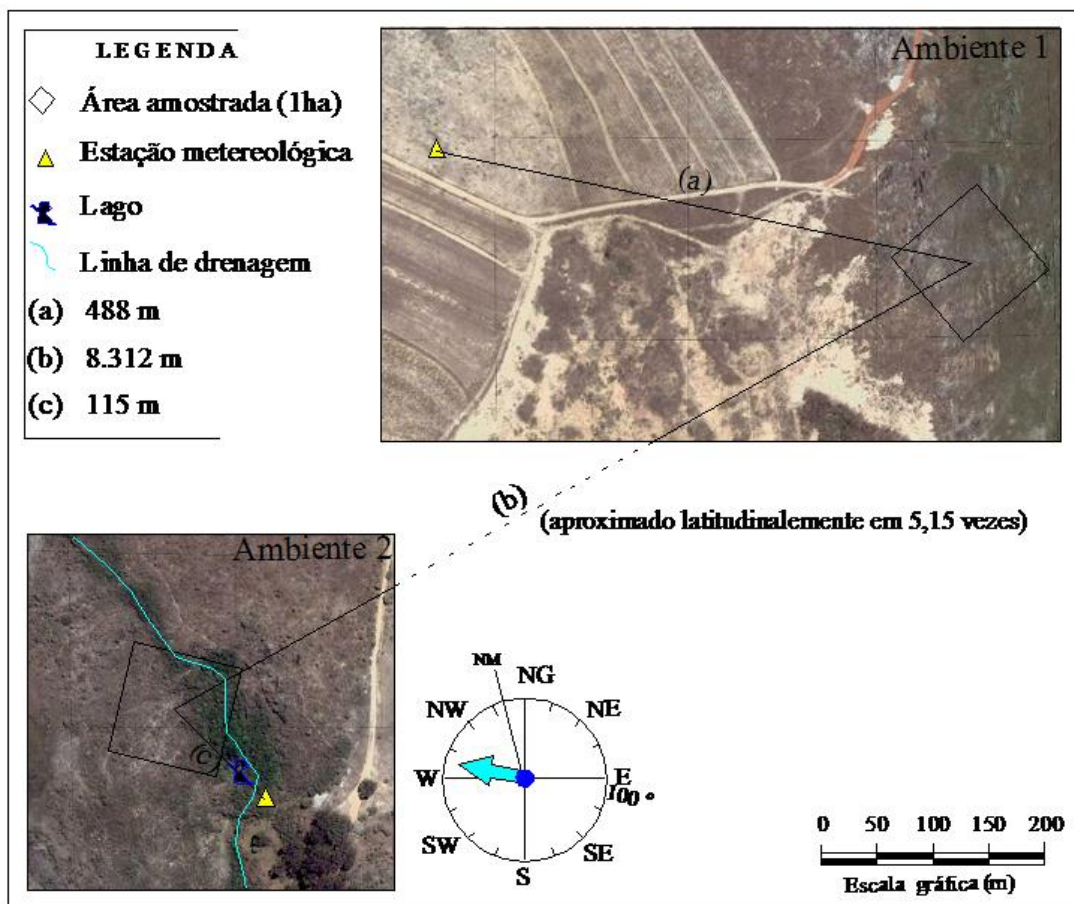 LEGENDA
Área amostrada (1ha)
Estação metereológica
Lago
Linha de drenagem
(a) 488 m
(b) 8.312 m
(c) 115 m
Ambiente 1
(a)
(b)
(aproximado latitudinalemente em 5,15 vezes)
Ambiente 2
(c)
NM
NG
NW
NE
W
E
100 °
SW
SE
S
0 50 100 150 200
Escala gráfica (m)